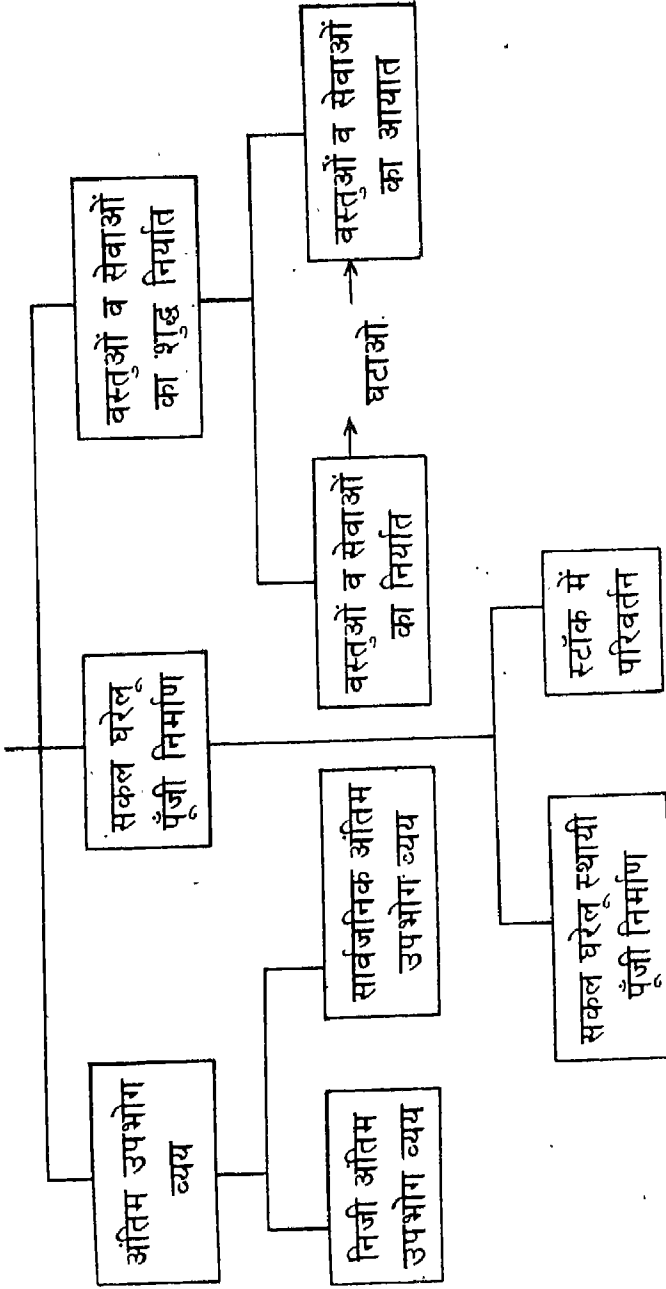 अंतिम उपभोग
व्यय
सकल घरेलू
पूँजी निर्माण
वस्तुओं व सेवाओं
का शुद्ध निर्यात
निजी अंतिम
उपभोग व्यय
सार्वजनिक अंतिम
उपभोग व्यय
वस्तुओं व सेवाओं
का निर्यात
घटाओ
वस्तुओं व सेवाओं
का आयात
सकल घरेलू स्थायी
पूँजी निर्माण
स्टॉक में
परिवर्तन